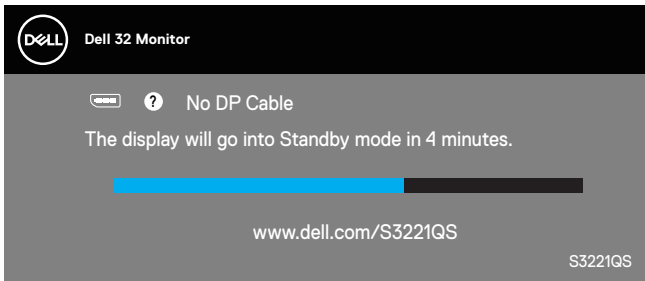 DELL
Dell 32 Monitor
? No DP Cable
The display will go into Standby mode in 4 minutes.
www.dell.com/S3221QS
S3221QS